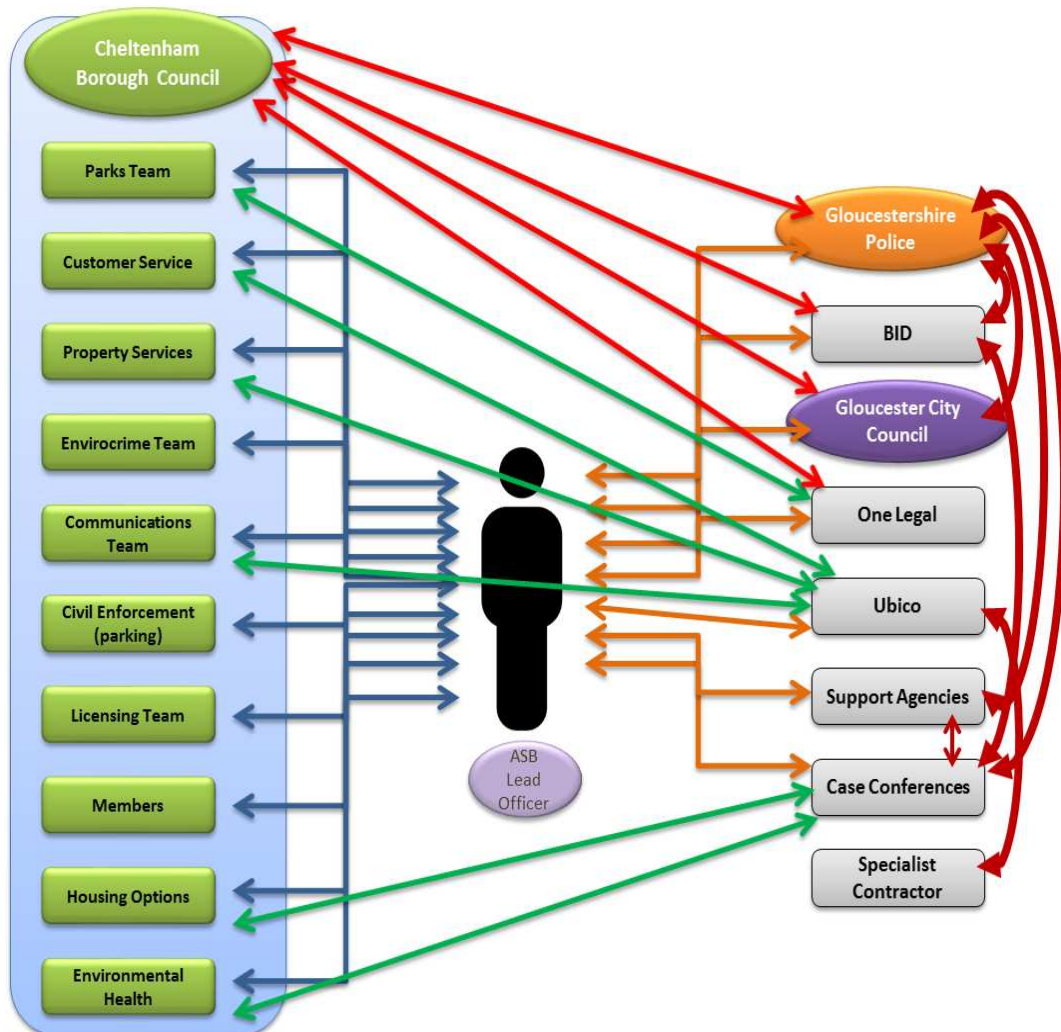 Cheltenham
Borough Council
Parks Team
Customer Service
Property Services
Envirocrime Team
Communications
Team
Civil Enforcement
(parking)
Licensing Team
Members
Housing Options
Environmental
Health
ASB
Lead
Officer
Gloucestershire
Police
BID
Gloucester City
Council
One Legal
Ubico
Support Agencies
Case Conferences
Specialist
Contractor